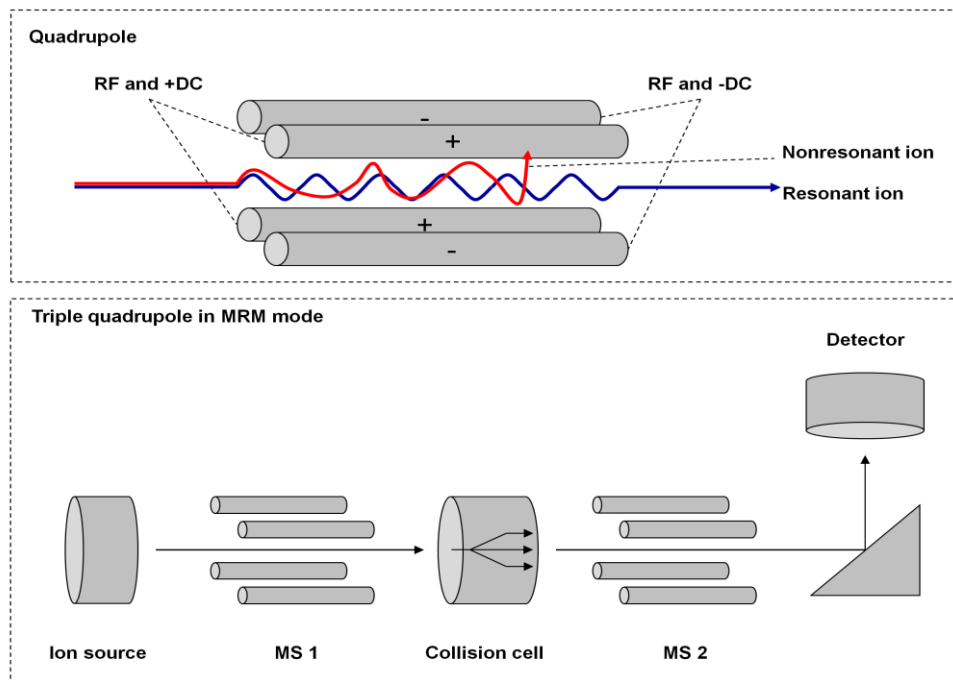 Quadrupole
RF and +DC
RF and -DC
-
+
Nonresonant ion
Resonant ion
+
-
Triple quadrupole in MRM mode
Detector
Ion source
MS 1
Collision cell
MS 2